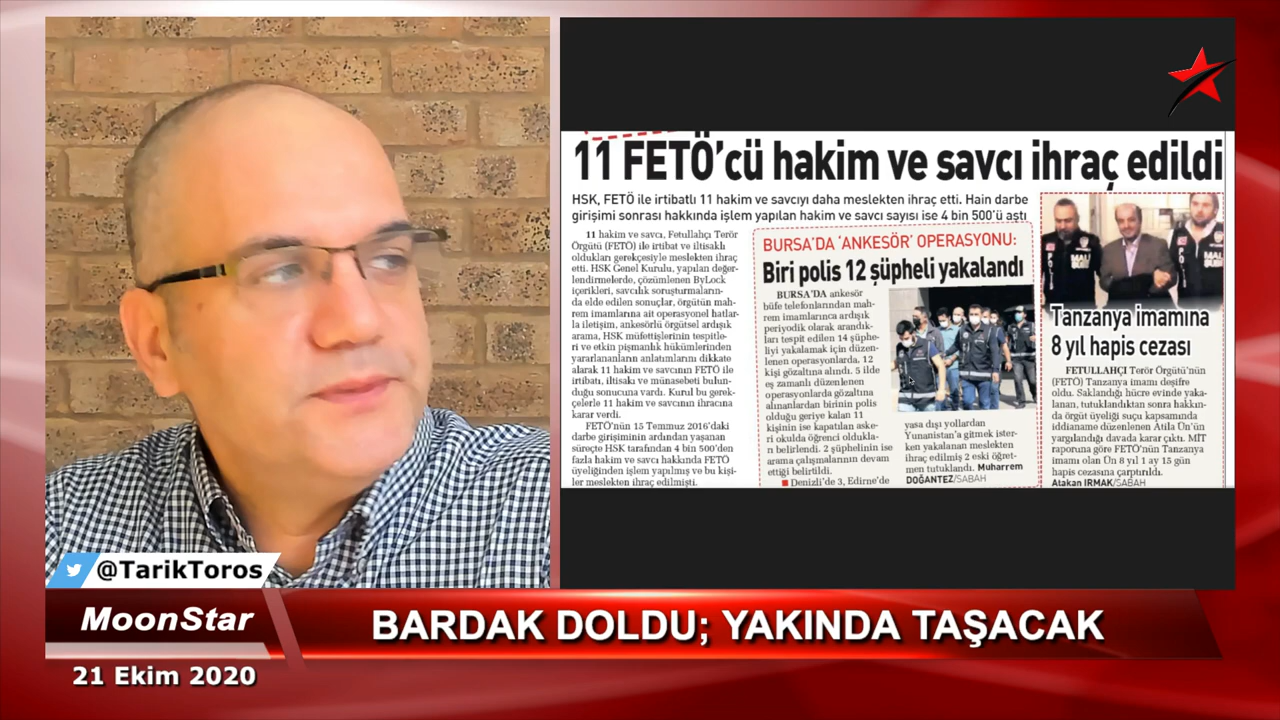 11 FETÖ'cü hakim ve savcı ihraç edildi
HSK, FETÖ ile irtibatlı 11 hakim ve savcıyı daha meslekten ihraç etti. Hain darbe
girişimi sonrası hakkında işlem yapılan hakim ve savcı sayısı ise 4 bin 500'ü aştı
11 hakim ve savcı, Fetullahçı Terör
Örgütü (FETÖ) ile irtibat ve iltisaklı
oldukları gerekçesiyle meslekten ihraç
etti. HSK Genel Kurulu, yapılan değer-
lendirmelerde, çözümlenen ByLock
içerikleri, savcılık soruşturmaların-
da elde edilen sonuçlar, örgütün mah-
rem imamlarına ait operasyonel hatlar-
la iletişim, ankesörlü örgütsel ardışık
arama, HSK müfettişlerinin tespitle-
ri ve etkin pişmanlık hükümlerinden
yararlananların anlatımlarını dikkate
alarak 11 hakim ve savcının FETÖ ile
irtibatı, iltisakı ve münasebeti bulun-
duğu sonucuna vardı. Kurul bu gerek-
çelerle 11 hakim ve savcının ihracına
karar verdi.
FETÖ'nün 15 Temmuz 2016'daki
darbe girişiminin ardından yaşanan
süreçte HSK tarafından 4 bin 500'den
fazla hakim ve savcı hakkında FETÖ
üyeliğinden işlem yapılmış ve bu kişi-
ler meslekten ihraç edilmişti.
BURSA'DA 'ANKESÖR' OPERASYONU:
Biri polis 12 şüpheli yakalandı
BURSA'DA ankesör
büfe telefonlarından mah-
rem imamlarınca ardışık
periyodik olarak arandık-
ları tespit edilen 14 şüphe-
liyi yakalamak için düzen-
lenen operasyonlarda, 12
kişi gözaltına alındı. 5 ilde
eş zamanlı düzenlenen
operasyonlarda gözaltına
alınanlardan birinin polis
olduğu geriye kalan 11
kişinin ise kapatılan aske-
ri okulda öğrenci oldukla-
rı belirlendi. 2 şüphelinin ise
arama çalışmalarının devam
ettiği belirtildi.
Denizli'de 3, Edirne'de
yasa dışı yollardan
Yunanistan'a gitmek ister-
ken yakalanan meslekten
ihraç edilmiş 2 eski öğret-
men tutuklandı. Muharrem
DOĞANTEZ/SABAH
Tanzanya imamına
8 yıl hapis cezası
FETULLAHÇI Terör Örgütü'nün
(FETÖ) Tanzanya imamı deşifre
oldu. Saklandığı hücre evinde yaka-
lanan, tutuklandıktan sonra hakkın-
da örgüt üyeliği suçu kapsamında
iddianame düzenlenen Atila Ün'ün
yargılandığı davada karar çıktı. MİT
raporuna göre FETÖ'nün Tanzanya
imamı olan Ün 8 yıl 1 ay 15 gün
hapis cezasına çarptırıldı.
Atakan IRMAK/SABAH
@TarikToros
MoonStar
BARDAK DOLDU; YAKINDA TAŞACAK
21 Ekim 2020